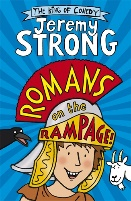 THE KING OF COMEDY
JEREMY
STRONG
ROMANS
on the
RAMPAGE!